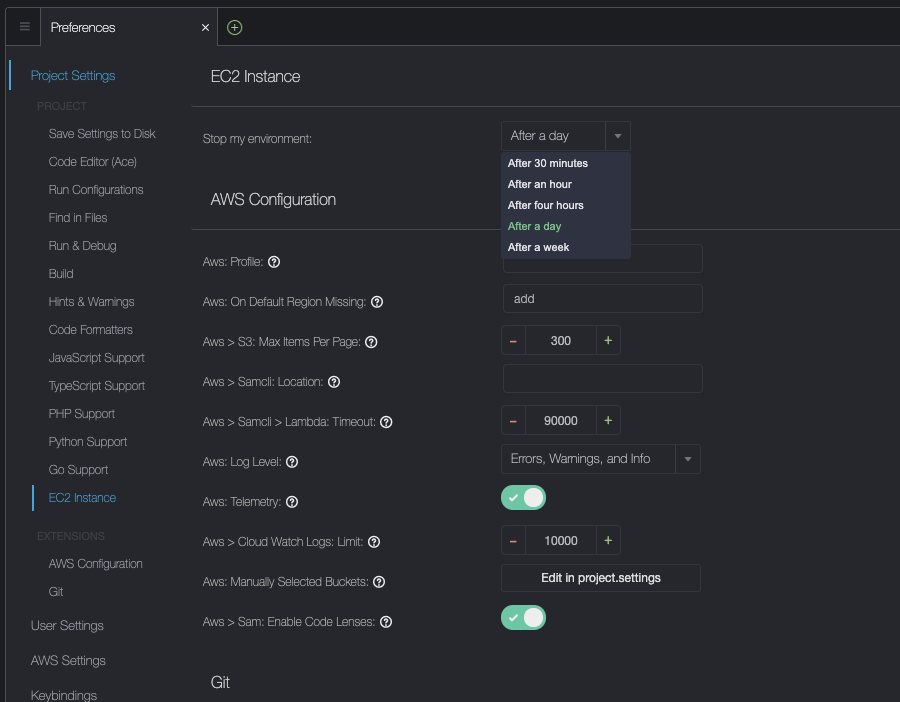 Preferences
Project Settings
PROJECT
Save Settings to Disk
Code Editor (Ace)
Run Configurations
Find in Files
Run & Debug
Build
Hints & Warnings
Code Formatters
JavaScript Support
TypeScript Support
PHP Support
Python Support
Go Support
EC2 Instance
EXTENSIONS
AWS Configuration
Git
User Settings
AWS Settings
Keybindings
EC2 Instance
Stop my environment:
After a day
After 30 minutes
After an hour
After four hours
After a day
After a week
AWS Configuration
Aws: Profile:
Aws: On Default Region Missing:
add
Aws > S3: Max Items Per Page:
300
Aws > Samcli: Location:
Aws > Samcli > Lambda: Timeout:
90000
Aws: Log Level:
Errors, Warnings, and Info
Aws: Telemetry:
Aws > Cloud Watch Logs: Limit:
10000
Aws: Manually Selected Buckets:
Edit in project.settings
Aws > Sam: Enable Code Lenses:
Git